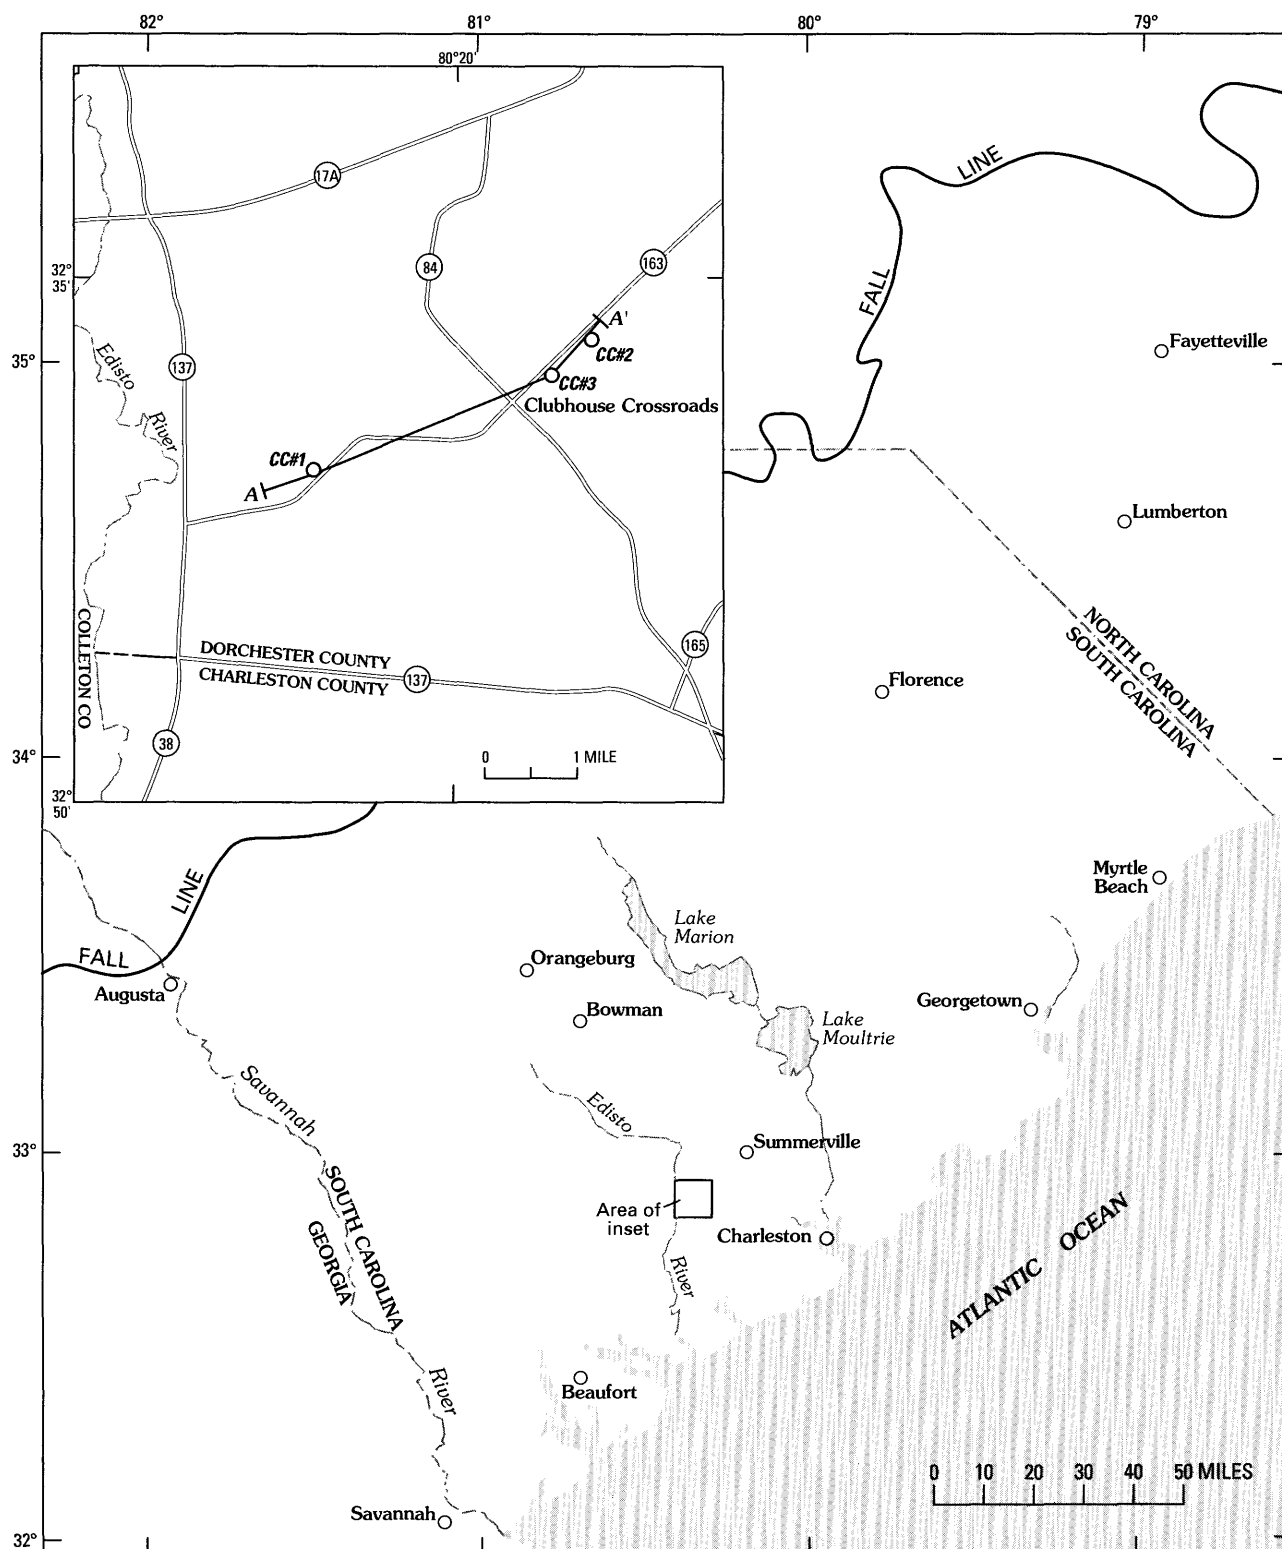 82°
81°
80°
79°
80°20'
17A
84
163
32°
35'
A'
CC#2
CC#3
Clubhouse Crossroads
137
Edisto
River
CC#1
A
COLLETON CO
DORCHESTER COUNTY
CHARLESTON COUNTY
137
165
38
0 1 MILE
32°
50'
LINE
FALL
35°
Fayetteville
Lumberton
NORTH CAROLINA
SOUTH CAROLINA
Florence
34°
Myrtle
Beach
LINE
FALL
Augusta
Lake
Marion
Orangeburg
Bowman
Lake
Moultrie
Georgetown
Savannah
Edisto
33°
Summerville
Area of
inset
Charleston
River
SOUTH CAROLINA
GEORGIA
ATLANTIC OCEAN
River
Beaufort
Savannah
0 10 20 30 40 50 MILES
32°